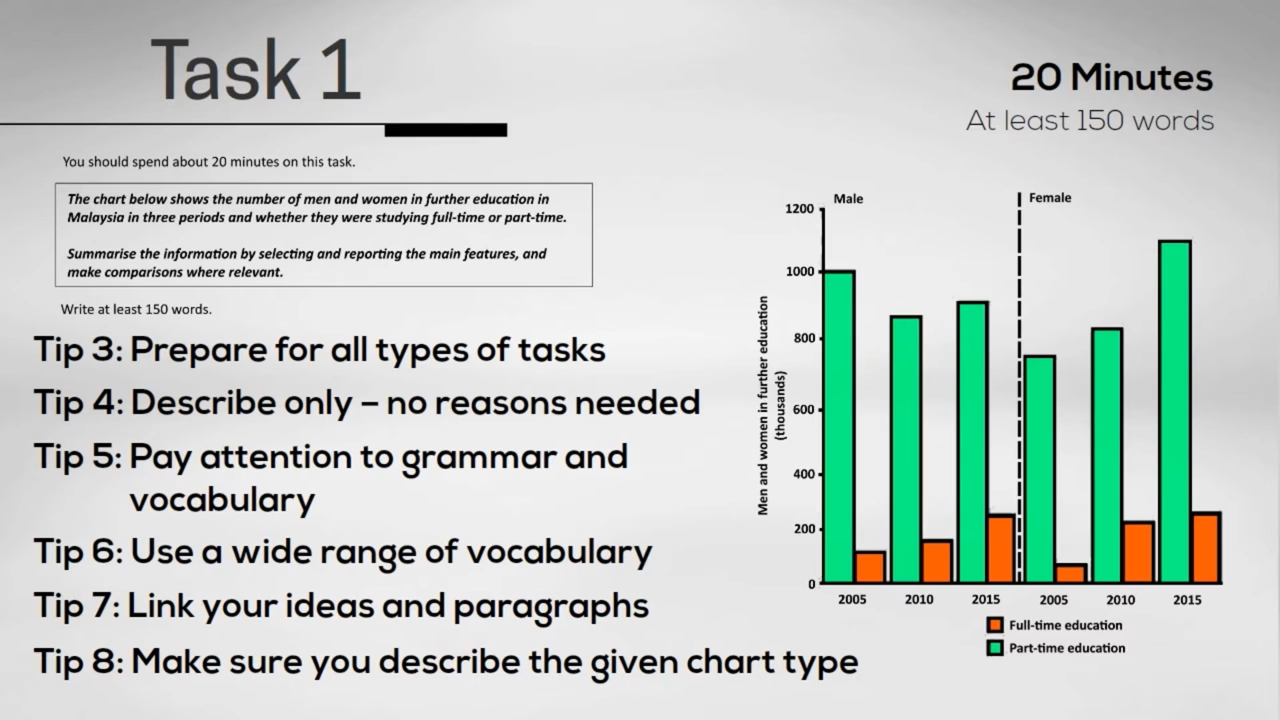 Task 1
20 Minutes
At least 150 words
You should spend about 20 minutes on this task.
The chart below shows the number of men and women in further education in
Malaysia in three periods and whether they were studying full-time or part-time.
Summarise the information by selecting and reporting the main features, and
make comparisons where relevant.
Write at least 150 words.
Tip 3: Prepare for all types of tasks
Tip 4: Describe only – no reasons needed
Tip 5: Pay attention to grammar and
vocabulary
Tip 6: Use a wide range of vocabulary
Tip 7: Link your ideas and paragraphs
Tip 8: Make sure you describe the given chart type
Male
Female
Men and women in further education
(thousands)
1200
1000
800
600
400
200
0
2005 2010 2015 2005 2010 2015
Full-time education
Part-time education